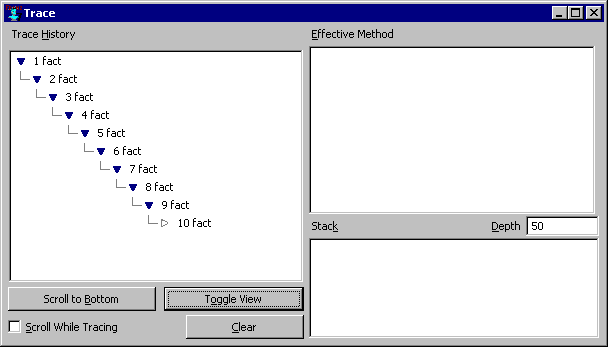 Trace
Trace History
1 fact
2 fact
3 fact
4 fact
5 fact
6 fact
7 fact
8 fact
9 fact
10 fact
Scroll to Bottom
Toggle View
Scroll While Tracing
Clear
Effective Method
Stack
Depth 50